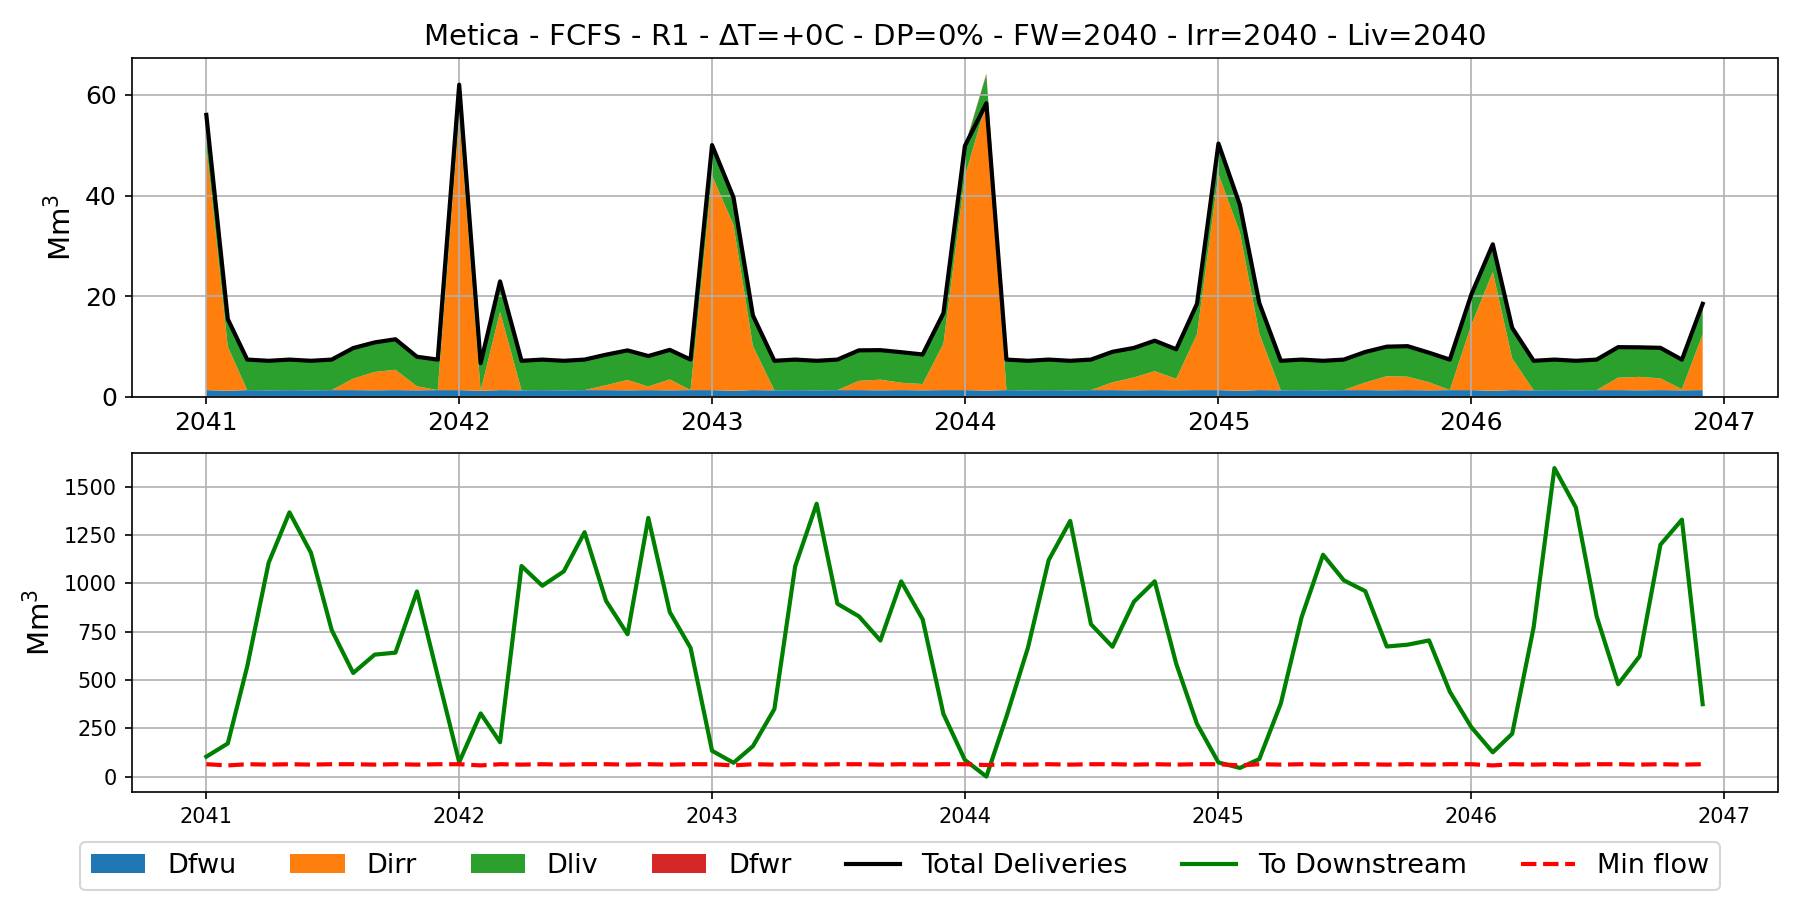 Metica - FCFS - R1 - ΔT=+0C - DP=0% - FW=2040 - Irr=2040 - Liv=2040
Mm³
60
40
20
0
2041 2042 2043 2044 2045 2046 2047
Mm³
1500
1250
1000
750
500
250
0
2041 2042 2043 2044 2045 2046 2047
Dfwu Dirr Dliv Dfwr Total Deliveries To Downstream Min flow